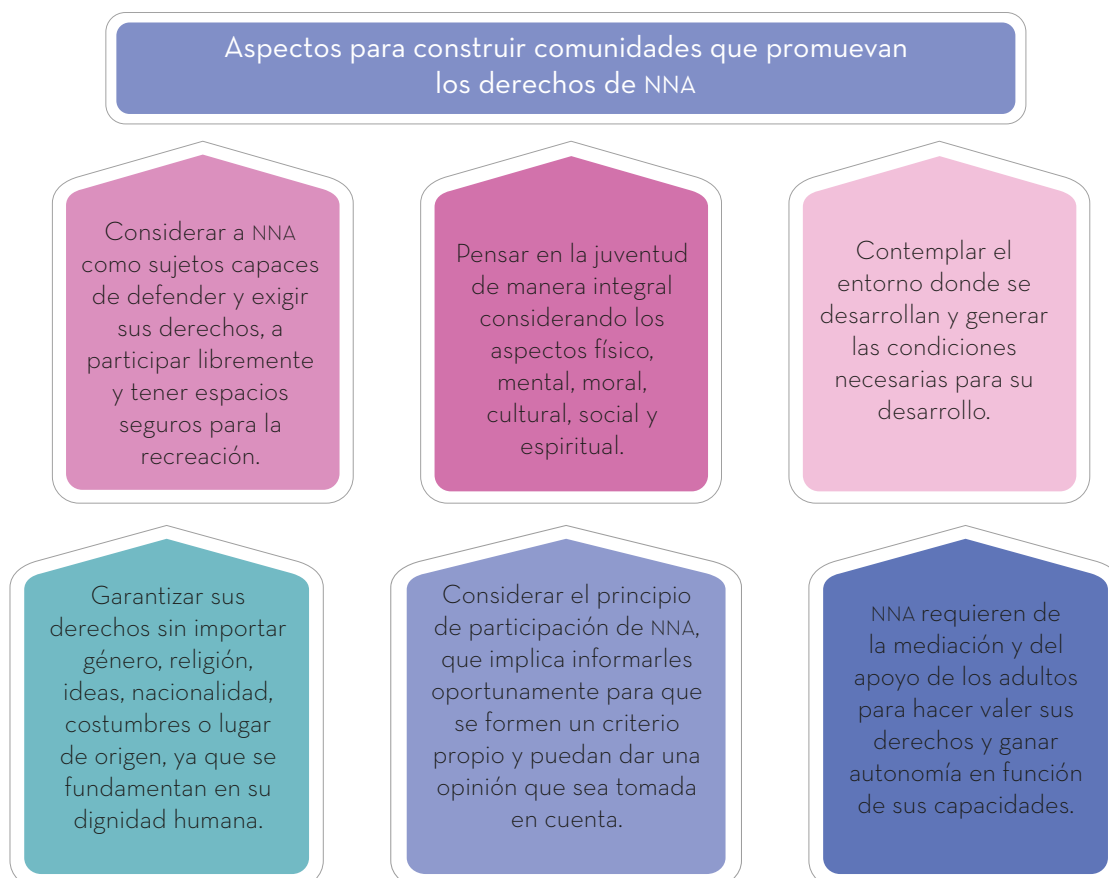 Aspectos para construir comunidades que promuevan
los derechos de NNA
Considerar a NNA
como sujetos capaces
de defender y exigir
sus derechos, a
participar libremente
y tener espacios
seguros para la
recreación.
Pensar en la juventud
de manera integral
considerando los
aspectos físico,
mental, moral,
cultural, social y
espiritual.
Contemplar el
entorno donde se
desarrollan y generar
las condiciones
necesarias para su
desarrollo.
Garantizar sus
derechos sin importar
género, religión,
ideas, nacionalidad,
costumbres o lugar
de origen, ya que se
fundamentan en su
dignidad humana.
Considerar el principio
de participación de NNA,
que implica informarles
oportunamente para que
se formen un criterio
propio y puedan dar una
opinión que sea tomada
en cuenta.
NNA requieren de
la mediación y del
apoyo de los adultos
para hacer valer sus
derechos y ganar
autonomía en función
de sus capacidades.